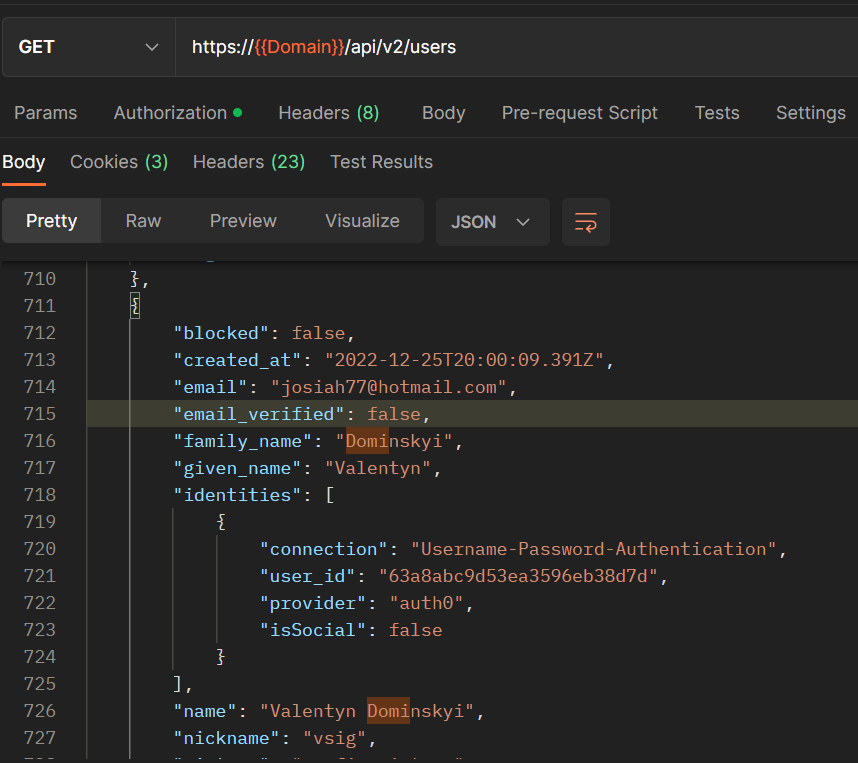 GET https://{{Domain}}/api/v2/users
Params Authorization Headers (8) Body Pre-request Script Tests Settings
Body Cookies (3) Headers (23) Test Results
Pretty Raw Preview Visualize JSON
710 },
711 {
712 "blocked": false,
713 "created_at": "2022-12-25T20:00:09.391Z",
714 "email": "josiah77@hotmail.com",
715 "email_verified": false,
716 "family_name": "Dominskyi",
717 "given_name": "Valentyn",
718 "identities": [
719 {
720 "connection": "Username-Password-Authentication",
721 "user_id": "63a8abc9d53ea3596eb38d7d",
722 "provider": "auth0",
723 "isSocial": false
724 }
725 ],
726 "name": "Valentyn Dominskyi",
727 "nickname": "vsig",